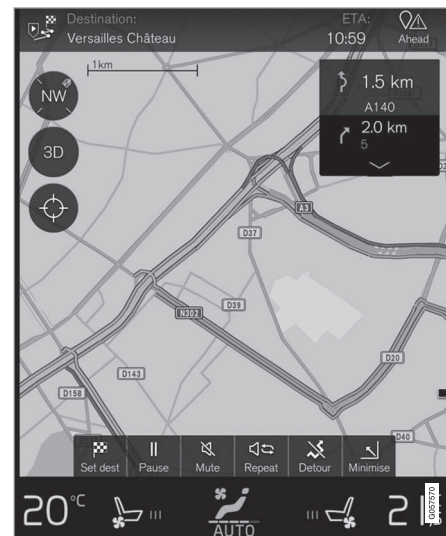 Destination:
Versailles Château
ETA:
10:59
Ahead
1km
NW
3D
1.5 km
A140
2.0 km
5
A3
D37
D39
N302
D143
D158
D20
D40
Set dest
Pause
Mute
Repeat
Detour
Minimise
20°C
AUTO
G057570